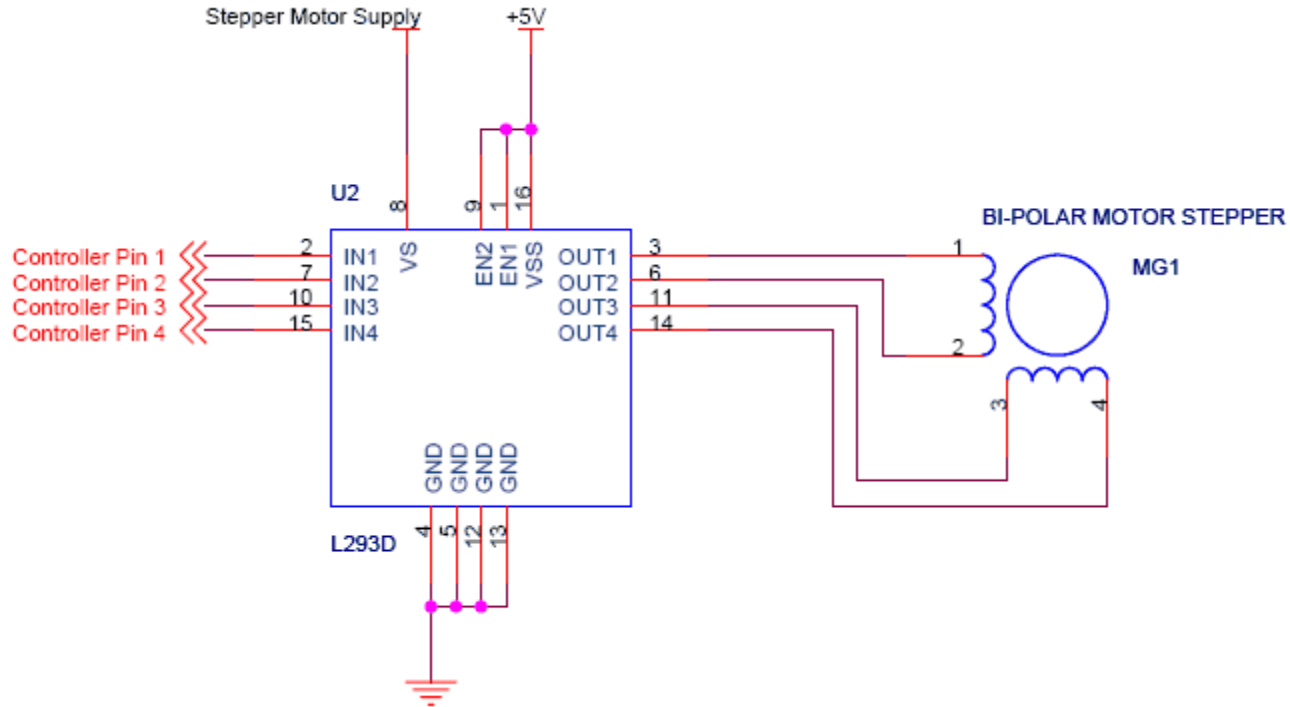 Stepper Motor Supply
+5V
U2
8
9
1
16
BI-POLAR MOTOR STEPPER
MG1
Controller Pin 1
Controller Pin 2
Controller Pin 3
Controller Pin 4
2
7
10
15
IN1
IN2
IN3
IN4
VS
EN2
EN1
VSS
OUT1
OUT2
OUT3
OUT4
3
6
11
14
1
2
3
4
GND
GND
GND
GND
4
5
12
13
L293D